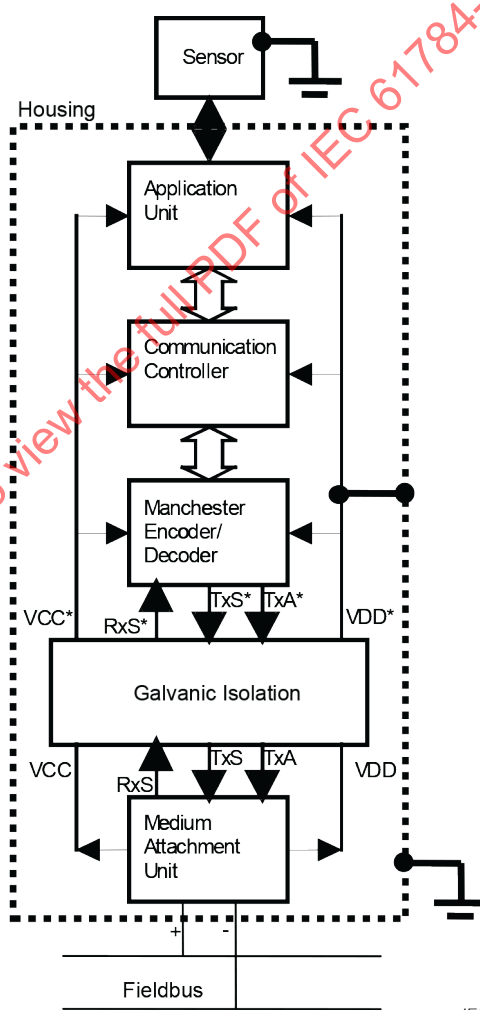 Sensor
Housing
Application
Unit
Communication
Controller
Manchester
Encoder/
Decoder
VCC*
RxS*
TxS*
TxA*
VDD*
Galvanic Isolation
VCC
RxS
TxS
TxA
VDD
Medium
Attachment
Unit
+
-
Fieldbus
view the full PDF of IEC 61784-